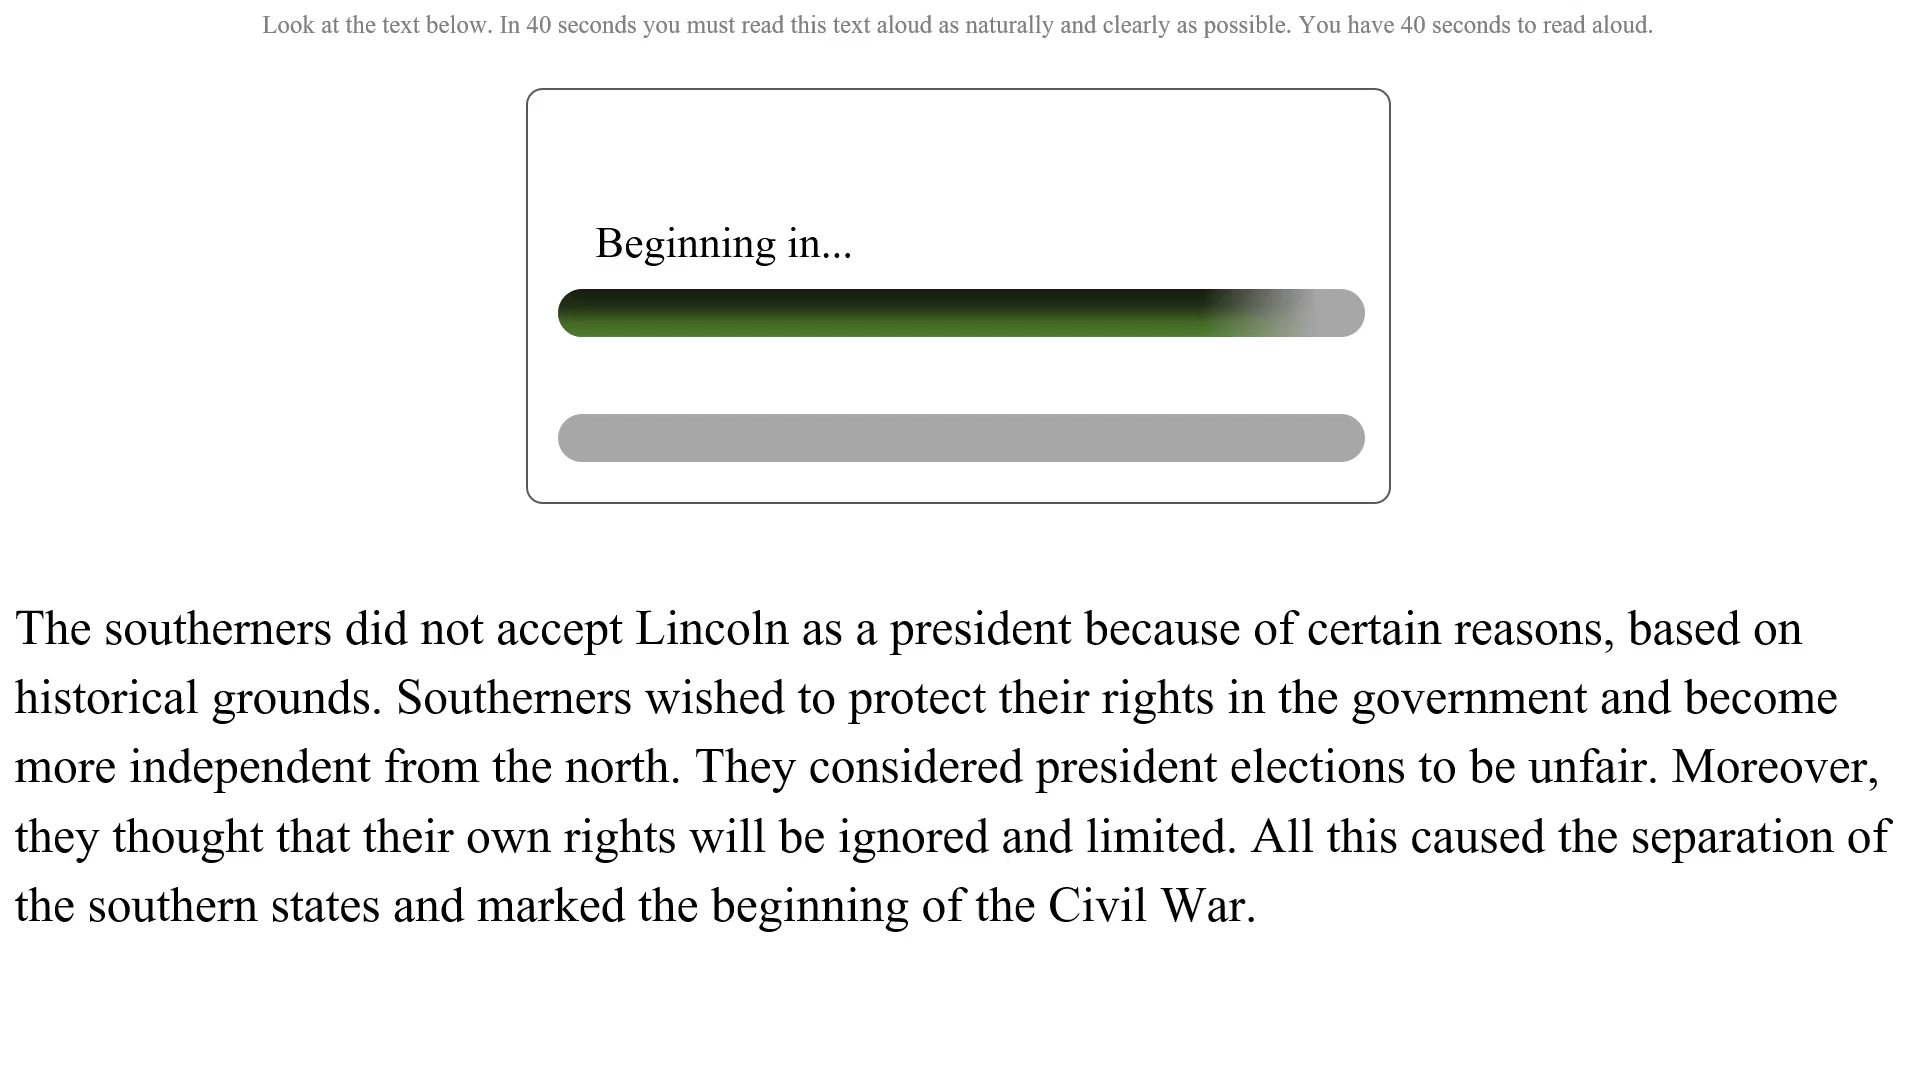 Look at the text below. In 40 seconds you must read this text aloud as naturally and clearly as possible. You have 40 seconds to read aloud.
Beginning in...
The southerners did not accept Lincoln as a president because of certain reasons, based on
historical grounds. Southerners wished to protect their rights in the government and become
more independent from the north. They considered president elections to be unfair. Moreover,
they thought that their own rights will be ignored and limited. All this caused the separation of
the southern states and marked the beginning of the Civil War.